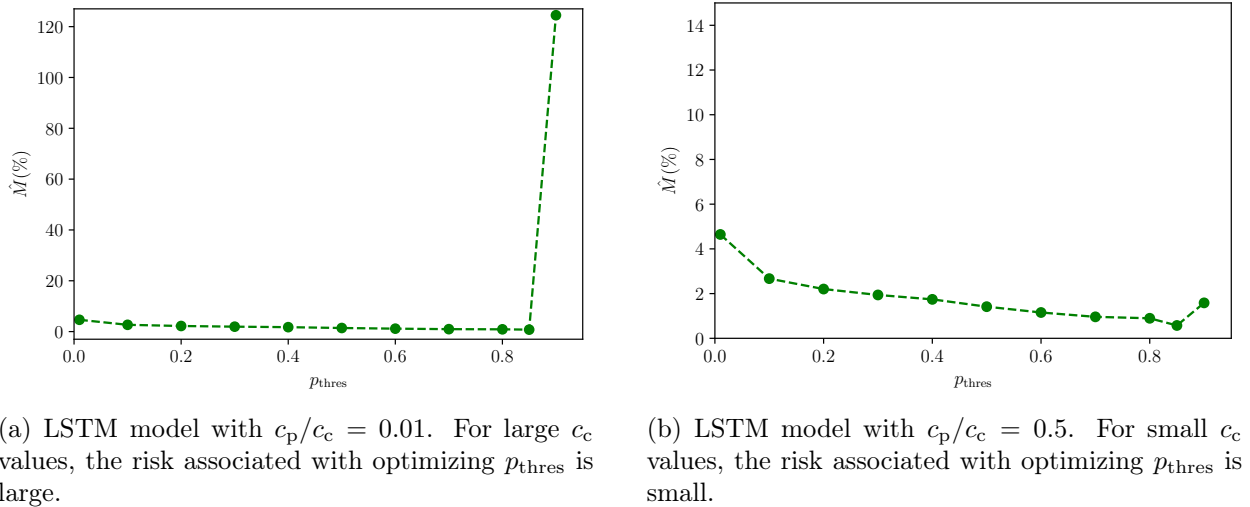 120
100
80
60
40
20
0
M̂(%)
0.0 0.2 0.4 0.6 0.8
p_thres
14
12
10
8
6
4
2
0
M̂(%)
0.0 0.2 0.4 0.6 0.8
p_thres
(a) LSTM model with c_p/c_c = 0.01. For large c_c
values, the risk associated with optimizing p_thres is
large.
(b) LSTM model with c_p/c_c = 0.5. For small c_c
values, the risk associated with optimizing p_thres is
small.